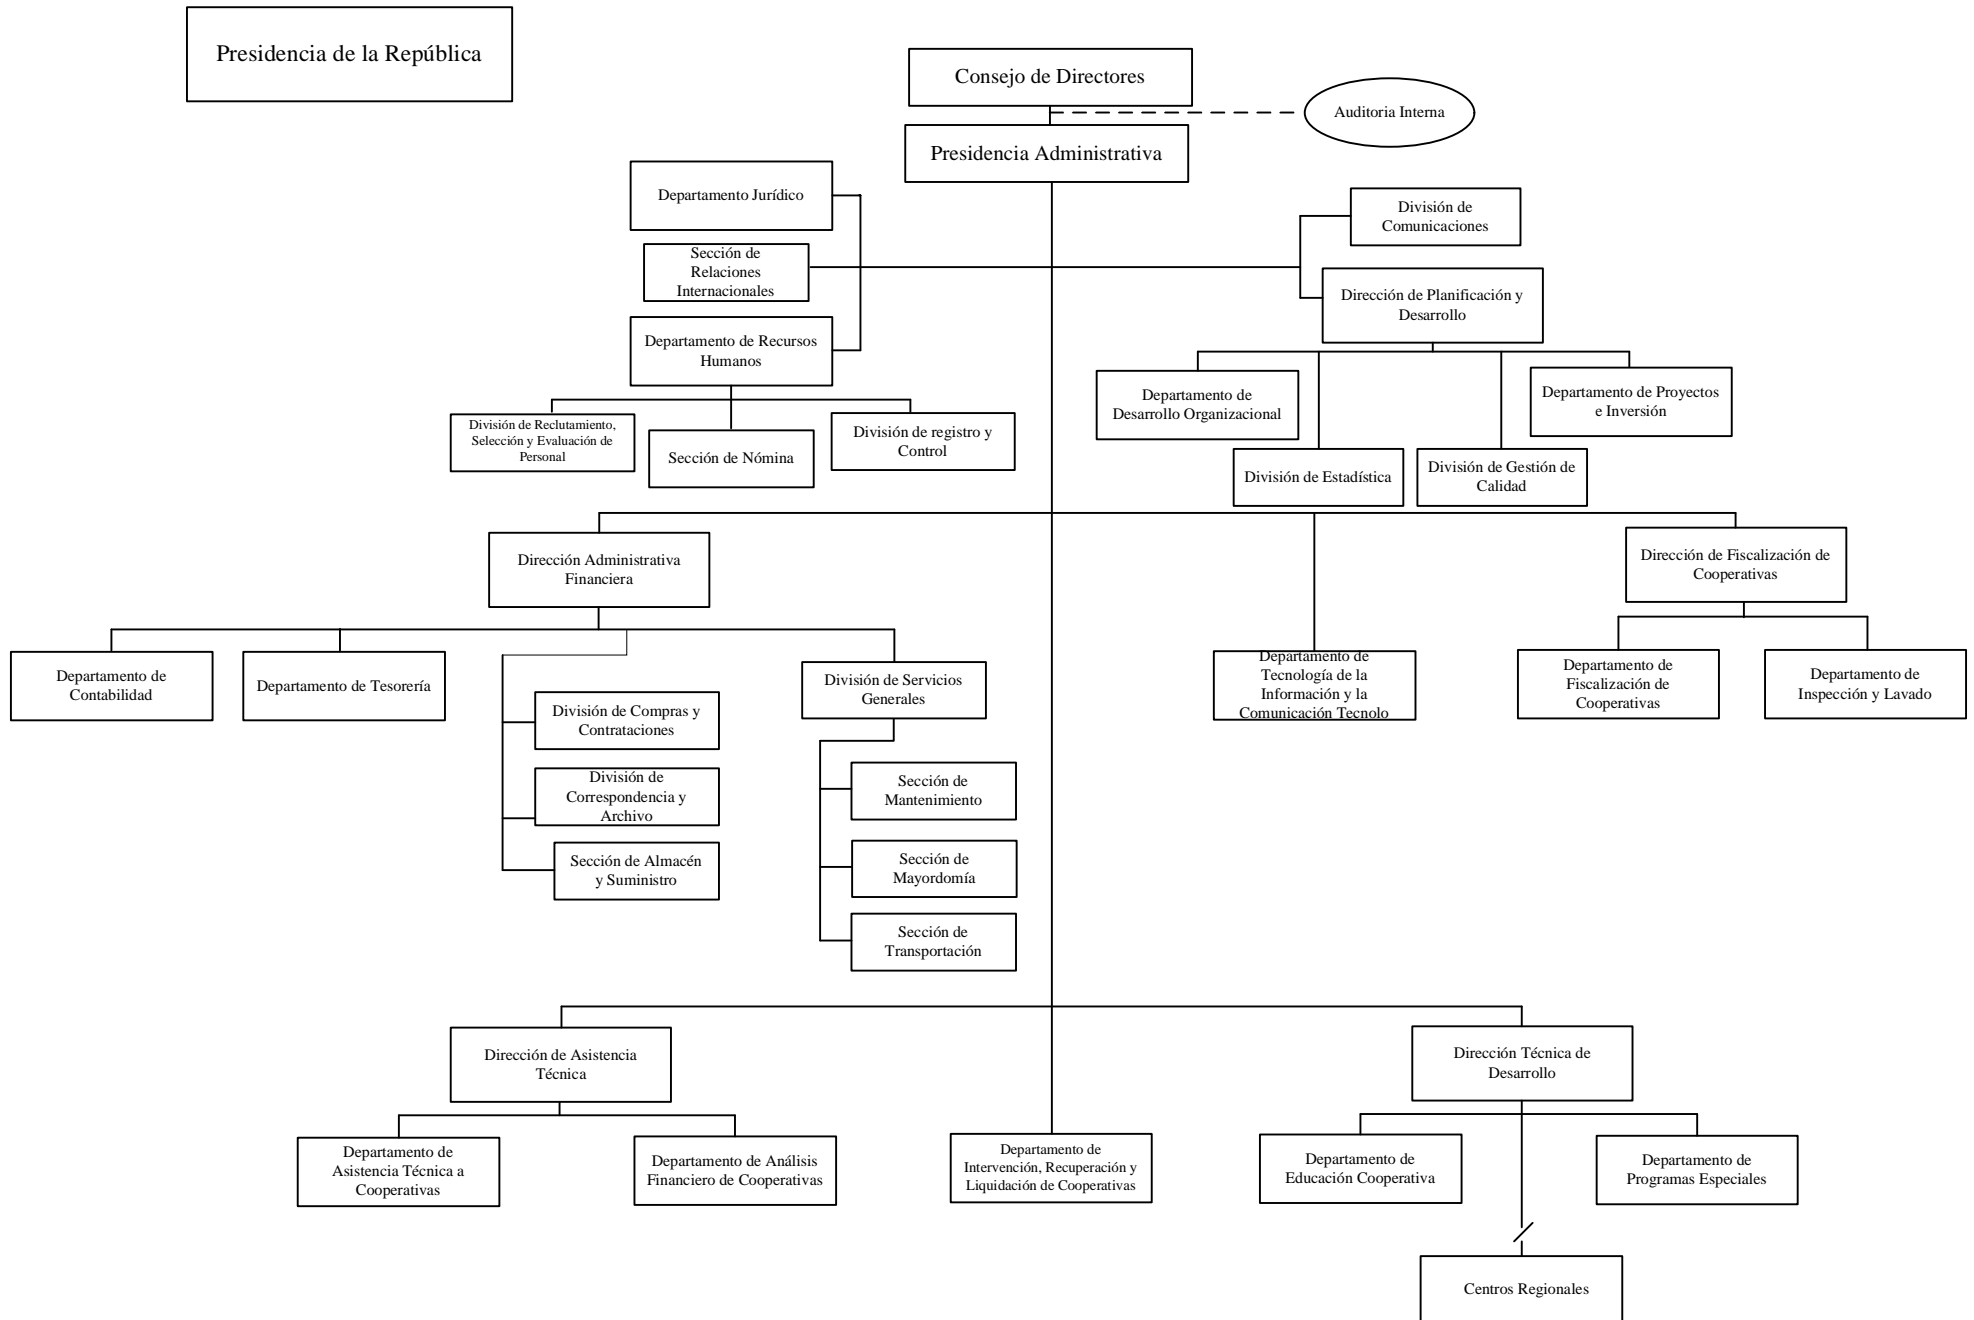 Presidencia de la República
Consejo de Directores
Auditoria Interna
Presidencia Administrativa
Departamento Jurídico
División de
Comunicaciones
Sección de
Relaciones
Internacionales
Dirección de Planificación y
Desarrollo
Departamento de Recursos
Humanos
Departamento de
Desarrollo Organizacional
Departamento de Proyectos
e Inversión
División de Reclutamiento,
Selección y Evaluación de
Personal
Sección de Nómina
División de registro y
Control
División de Estadística
División de Gestión de
Calidad
Dirección Administrativa
Financiera
Dirección de Fiscalización de
Cooperativas
Departamento de
Contabilidad
Departamento de Tesorería
División de Compras y
Contrataciones
División de
Correspondencia y
Archivo
Sección de Almacén
y Suministro
División de Servicios
Generales
Sección de
Mantenimiento
Sección de
Mayordomía
Sección de
Transportación
Departamento de
Tecnología de la
Información y la
Comunicación Tecnolo
Departamento de
Fiscalización de
Cooperativas
Departamento de
Inspección y Lavado
Dirección de Asistencia
Técnica
Dirección Técnica de
Desarrollo
Departamento de
Asistencia Técnica a
Cooperativas
Departamento de Análisis
Financiero de Cooperativas
Departamento de
Intervención, Recuperación y
Liquidación de Cooperativas
Departamento de
Educación Cooperativa
Departamento de
Programas Especiales
Centros Regionales